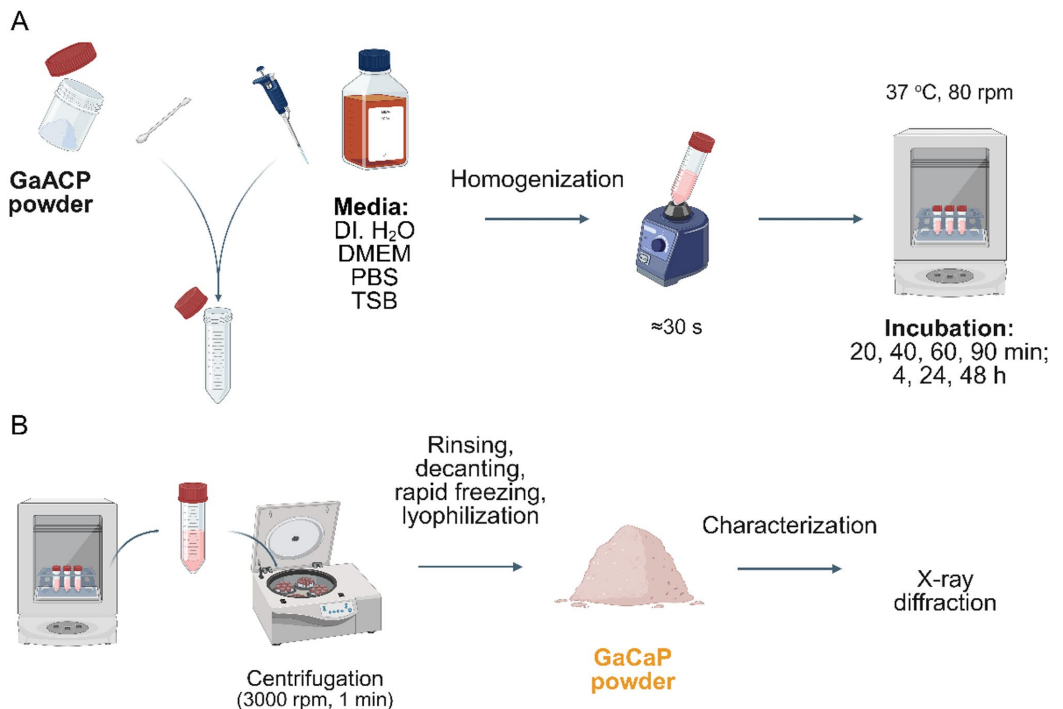 A
GaACP
powder
Media:
DI. H₂O
DMEM
PBS
TSB
Homogenization
≈30 s
37 °C, 80 rpm
Incubation:
20, 40, 60, 90 min;
4, 24, 48 h
B
Centrifugation
(3000 rpm, 1 min)
Rinsing,
decanting,
rapid freezing,
lyophilization
GaCaP
powder
Characterization
X-ray
diffraction